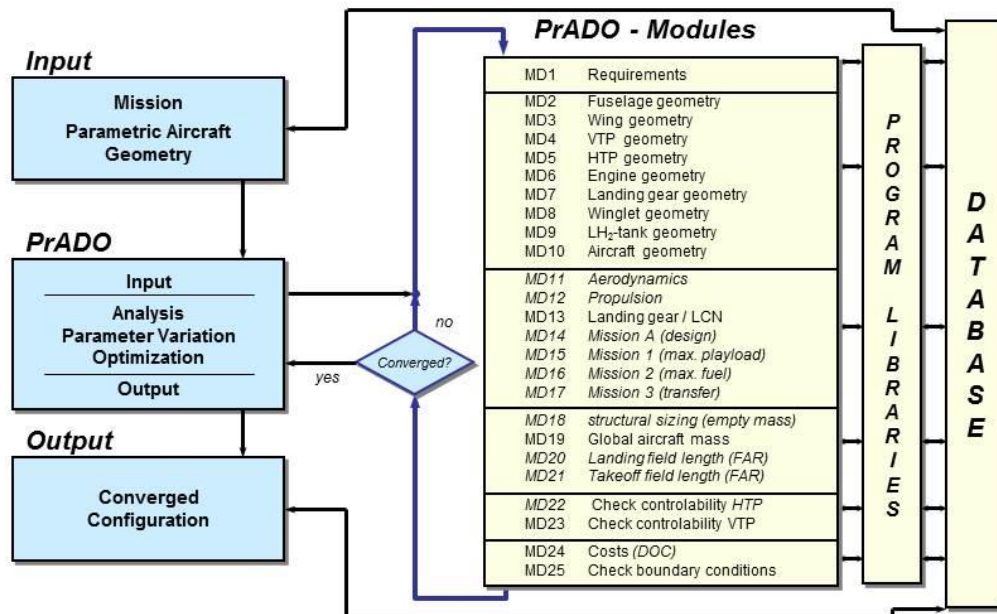 PrADO - Modules
Input
Mission
Parametric Aircraft
Geometry
PrADO
Input
Analysis
Parameter Variation
Optimization
Output
Output
Converged
Configuration
no
Converged?
yes
MD1 Requirements
MD2 Fuselage geometry
MD3 Wing geometry
MD4 VTP geometry
MD5 HTP geometry
MD6 Engine geometry
MD7 Landing gear geometry
MD8 Winglet geometry
MD9 LH₂-tank geometry
MD10 Aircraft geometry
MD11 Aerodynamics
MD12 Propulsion
MD13 Landing gear / LCN
MD14 Mission A (design)
MD15 Mission 1 (max. playload)
MD16 Mission 2 (max. fuel)
MD17 Mission 3 (transfer)
MD18 structural sizing (empty mass)
MD19 Global aircraft mass
MD20 Landing field length (FAR)
MD21 Takeoff field length (FAR)
MD22 Check controlability HTP
MD23 Check controlability VTP
MD24 Costs (DOC)
MD25 Check boundary conditions
PROGRAM LIBRARIES
DATABASE